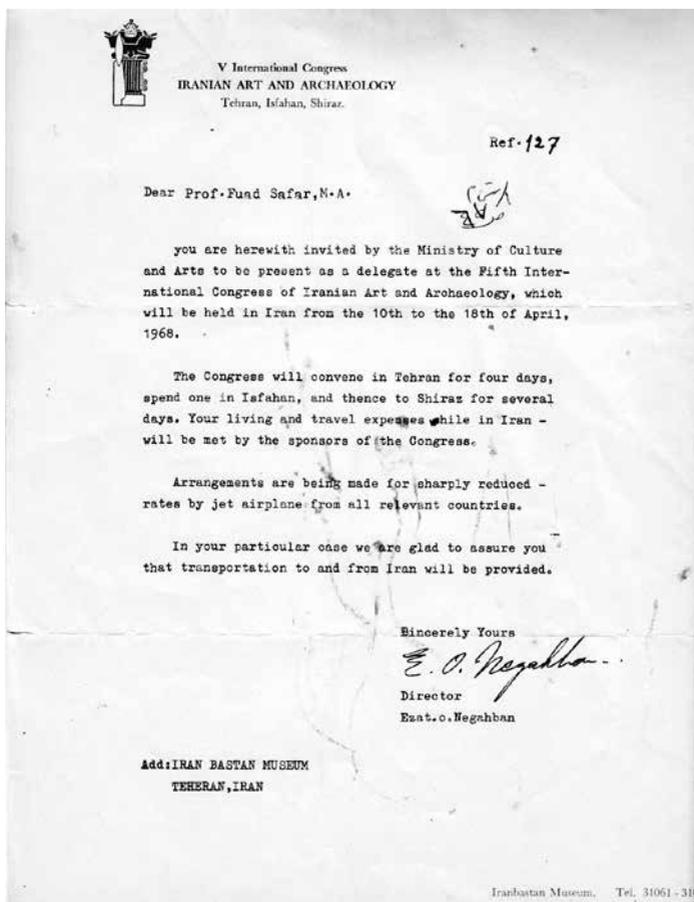 V International Congress
IRANIAN ART AND ARCHAEOLOGY
Tehran, Isfahan, Shiraz.
Ref. 127
Dear Prof. Fuad Safar, M.A.
you are herewith invited by the Ministry of Culture
and Arts to be present as a delegate at the Fifth Inter-
national Congress of Iranian Art and Archaeology, which
will be held in Iran from the 10th to the 18th of April,
1968.
The Congress will convene in Tehran for four days,
spend one in Isfahan, and thence to Shiraz for several
days. Your living and travel expenses while in Iran -
will be met by the sponsors of the Congress.
Arrangements are being made for sharply reduced -
rates by jet airplane from all relevant countries.
In your particular case we are glad to assure you
that transportation to and from Iran will be provided.
Sincerely Yours
E. O. Negahban
Director
Ezat.o.Negahban
Add:IRAN BASTAN MUSEUM
TEHERAN,IRAN
Iranbastan Museum. Tel. 31061 - 31